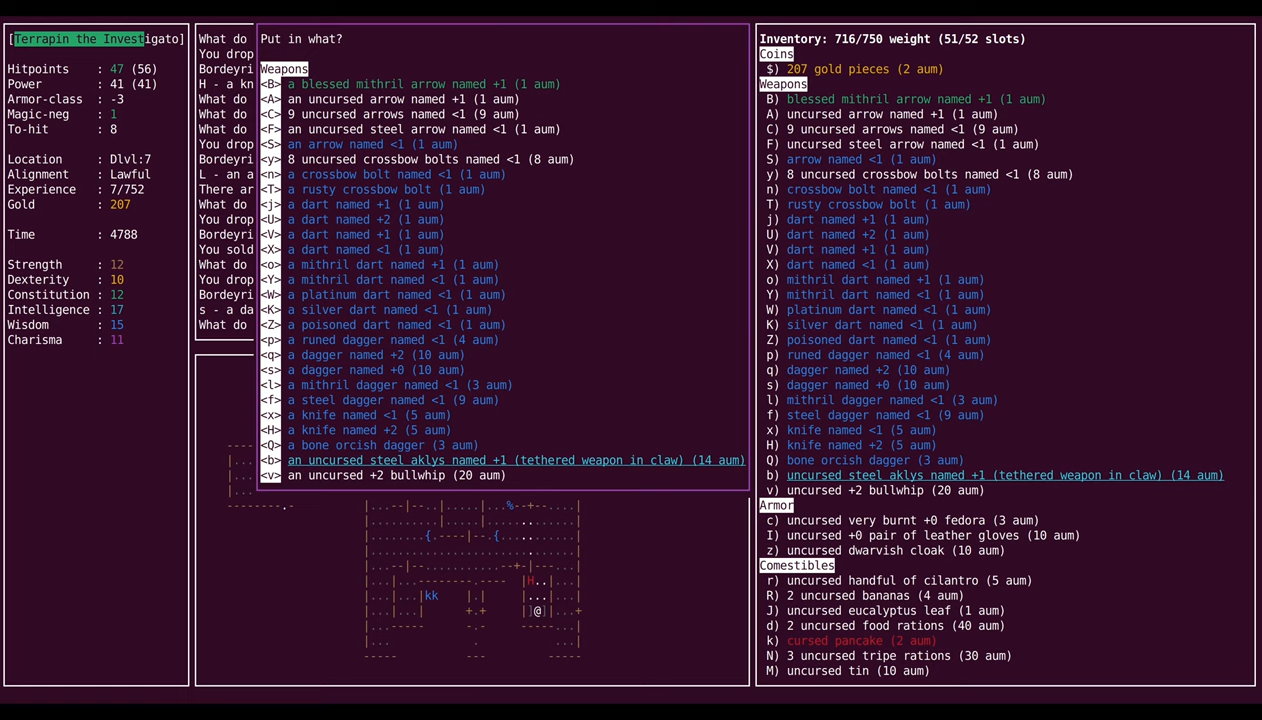 [Terrapin the Investigato]
Hitpoints : 47 (56)
Power : 41 (41)
Armor-class : -3
Magic-neg : 1
To-hit : 8
Location : Dlvl:7
Alignment : Lawful
Experience : 7/752
Gold : 207
Time : 4788
Strength : 12
Dexterity : 10
Constitution : 12
Intelligence : 17
Wisdom : 15
Charisma : 11
What do
You drop
Bordeyri
H - a kn
What do
What do
You drop
Bordeyri
L - an a
There ar
What do
You drop
Bordeyri
You sold
What do
You drop
Bordeyri
s - a da
What do
Put in what?
Weapons
<B> a blessed mithril arrow named +1 (1 aum)
<A> an uncursed arrow named +1 (1 aum)
<C> 9 uncursed arrows named <1 (9 aum)
<F> an uncursed steel arrow named <1 (1 aum)
<S> an arrow named <1 (1 aum)
<y> 8 uncursed crossbow bolts named <1 (8 aum)
<n> a crossbow bolt named <1 (1 aum)
<T> a rusty crossbow bolt (1 aum)
<j> a dart named +1 (1 aum)
<U> a dart named +2 (1 aum)
<V> a dart named +1 (1 aum)
<X> a dart named <1 (1 aum)
<o> a mithril dart named +1 (1 aum)
<Y> a mithril dart named <1 (1 aum)
<W> a platinum dart named <1 (1 aum)
<K> a silver dart named <1 (1 aum)
<Z> a poisoned dart named <1 (1 aum)
<p> a runed dagger named <1 (4 aum)
<q> a dagger named +2 (10 aum)
<s> a dagger named +0 (10 aum)
<l> a mithril dagger named <1 (3 aum)
<f> a steel dagger named <1 (9 aum)
<x> a knife named <1 (5 aum)
<H> a knife named +2 (5 aum)
<Q> a bone orcish dagger (3 aum)
<b> an uncursed steel aklys named +1 (tethered weapon in claw) (14 aum)
<v> an uncursed +2 bullwhip (20 aum)
----
|...
|...
|...
--------.-
|...--|--..|.....|...%--+--....|
|..........|.....|.............|
|........{.----|--.{...........|
|..............................|
|...--|--...........--+-|---...|
|...|...--------.---- |H..|...|
|...|...|kk |.| |...|...|
|...|...| +.+ |]@]|...+
|...----- -.- -----...|
|... . ...|
----- --- -----
Inventory: 716/750 weight (51/52 slots)
Coins
$) 207 gold pieces (2 aum)
Weapons
B) blessed mithril arrow named +1 (1 aum)
A) uncursed arrow named +1 (1 aum)
C) 9 uncursed arrows named <1 (9 aum)
F) uncursed steel arrow named <1 (1 aum)
S) arrow named <1 (1 aum)
y) 8 uncursed crossbow bolts named <1 (8 aum)
n) crossbow bolt named <1 (1 aum)
T) rusty crossbow bolt (1 aum)
j) dart named +1 (1 aum)
U) dart named +2 (1 aum)
V) dart named +1 (1 aum)
X) dart named <1 (1 aum)
o) mithril dart named +1 (1 aum)
Y) mithril dart named <1 (1 aum)
W) platinum dart named <1 (1 aum)
K) silver dart named <1 (1 aum)
Z) poisoned dart named <1 (1 aum)
p) runed dagger named <1 (4 aum)
q) dagger named +2 (10 aum)
s) dagger named +0 (10 aum)
l) mithril dagger named <1 (3 aum)
f) steel dagger named <1 (9 aum)
x) knife named <1 (5 aum)
H) knife named +2 (5 aum)
Q) bone orcish dagger (3 aum)
b) uncursed steel aklys named +1 (tethered weapon in claw) (14 aum)
v) uncursed +2 bullwhip (20 aum)
Armor
c) uncursed very burnt +0 fedora (3 aum)
I) uncursed +0 pair of leather gloves (10 aum)
z) uncursed dwarvish cloak (10 aum)
Comestibles
r) uncursed handful of cilantro (5 aum)
R) 2 uncursed bananas (4 aum)
J) uncursed eucalyptus leaf (1 aum)
d) 2 uncursed food rations (40 aum)
k) cursed pancake (2 aum)
N) 3 uncursed tripe rations (30 aum)
M) uncursed tin (10 aum)